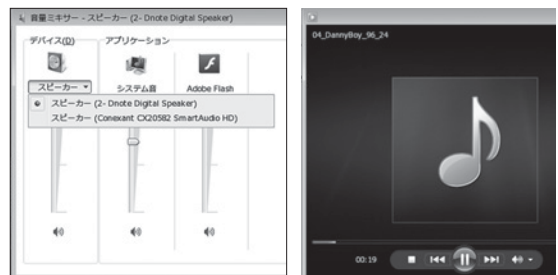 音量ミキサー - スピーカー (2- Dnote Digital Speaker)
デバイス(D)
アプリケーション
スピーカー
システム音
Adobe Flash
スピーカー (2- Dnote Digital Speaker)
スピーカー (Conexant CX20582 SmartAudio HD)
04_DannyBoy_96_24
00:19